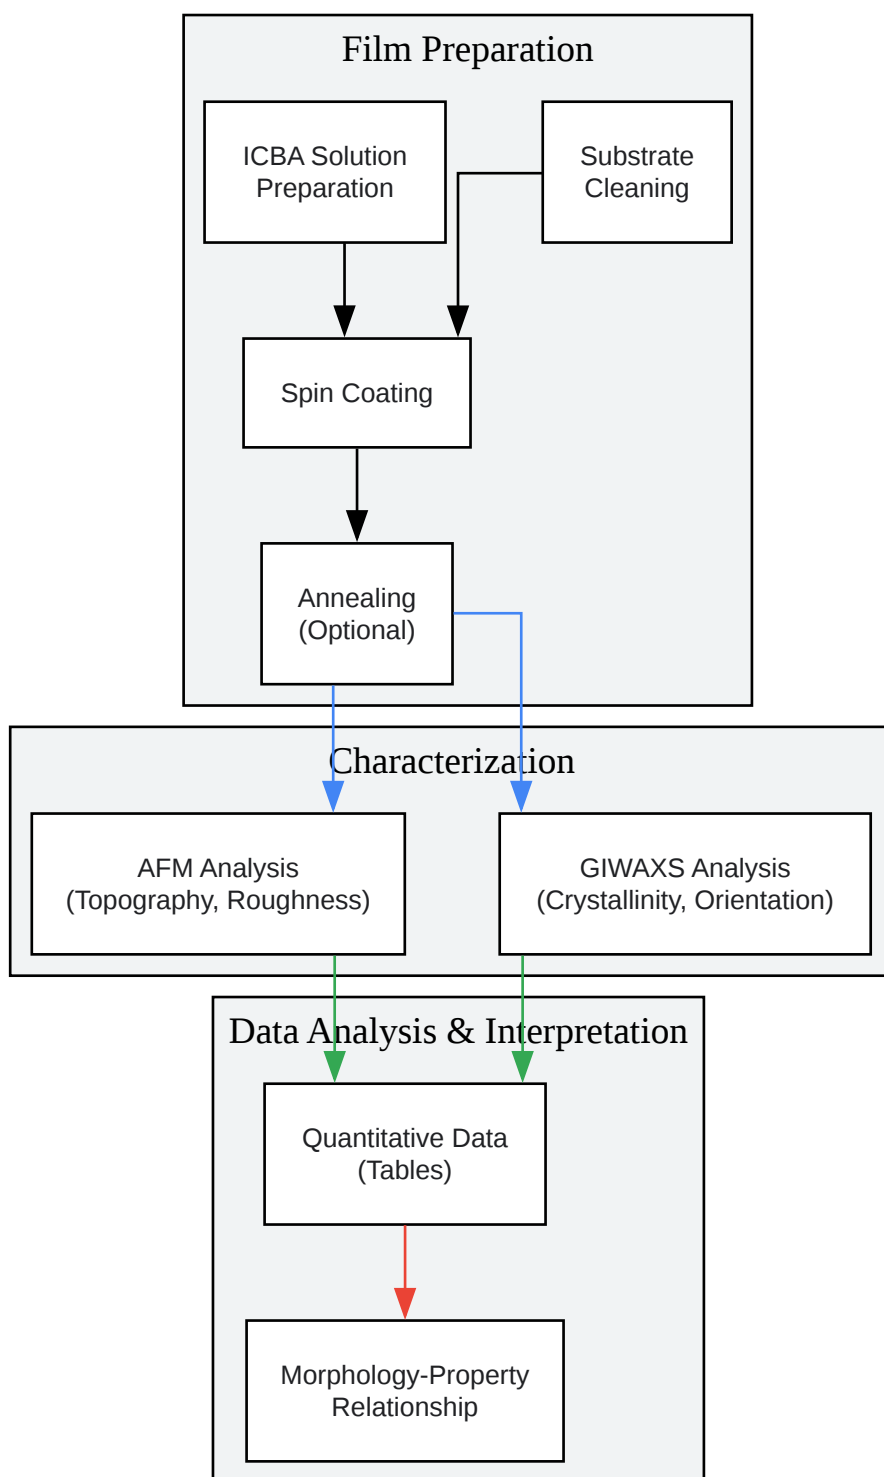 Film Preparation
ICBA Solution
Preparation
Substrate
Cleaning
Spin Coating
Annealing
(Optional)
Characterization
AFM Analysis
(Topography, Roughness)
GIWAXS Analysis
(Crystallinity, Orientation)
Data Analysis & Interpretation
Quantitative Data
(Tables)
Morphology-Property
Relationship